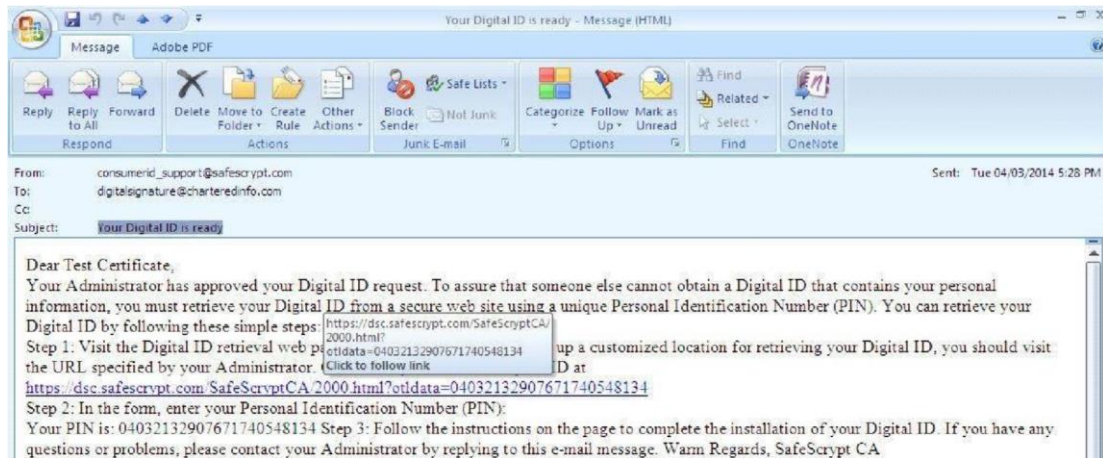 Your Digital ID is ready - Message (HTML)
Message Adobe PDF
Reply Reply to All Forward Delete Move to Folder Create Rule Other Actions Block Sender Safe Lists Not Junk Categorize Follow Up Mark as Unread Find Related Select Send to OneNote
Respond Actions Junk E-mail Options Find OneNote
From: consumerid_support@safescrypt.com Sent: Tue 04/03/2014 5:28 PM
To: digitalsignature@charteredinfo.com
Cc:
Subject: Your Digital ID is ready
Dear Test Certificate,
Your Administrator has approved your Digital ID request. To assure that someone else cannot obtain a Digital ID that contains your personal
information, you must retrieve your Digital ID from a secure web site using a unique Personal Identification Number (PIN). You can retrieve your
Digital ID by following these simple steps:
https://dsc.safescrypt.com/SafeScryptCA/
2000.html?
otldata=04032132907671740548134
Click to follow link
Step 1: Visit the Digital ID retrieval web up a customized location for retrieving your Digital ID, you should visit
the URL specified by your Administrator. ID at
https://dsc.safescrypt.com/SafeScryptCA/2000.html?otldata=04032132907671740548134
Step 2: In the form, enter your Personal Identification Number (PIN):
Your PIN is: 04032132907671740548134 Step 3: Follow the instructions on the page to complete the installation of your Digital ID. If you have any
questions or problems, please contact your Administrator by replying to this e-mail message. Warm Regards, SafeScrypt CA